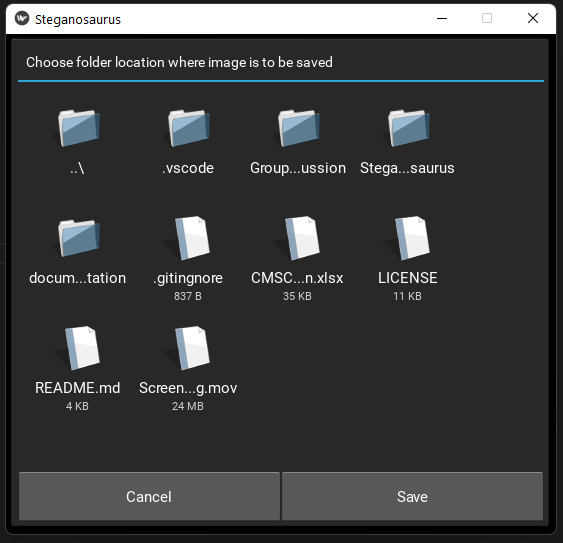 Steganosaurus
Choose folder location where image is to be saved
..\
.vscode
Group...ussion
Stega...saurus
docum...tation
.gitingnore
837 B
CMSC...n.xlsx
35 KB
LICENSE
11 KB
README.md
4 KB
Screen...g.mov
24 MB
Cancel
Save